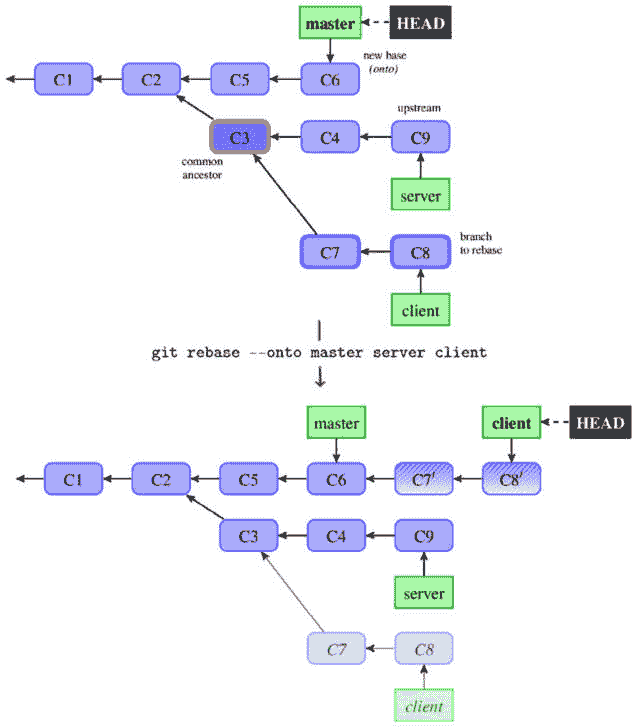 master HEAD
new base
(onto)
C1 C2 C5 C6
upstream
C3 C4 C9
common
ancestor
server
C7 C8
branch
to rebase
client
git rebase --onto master server client
master client HEAD
C1 C2 C5 C6 C7' C8'
C3 C4 C9
server
C7 C8
client